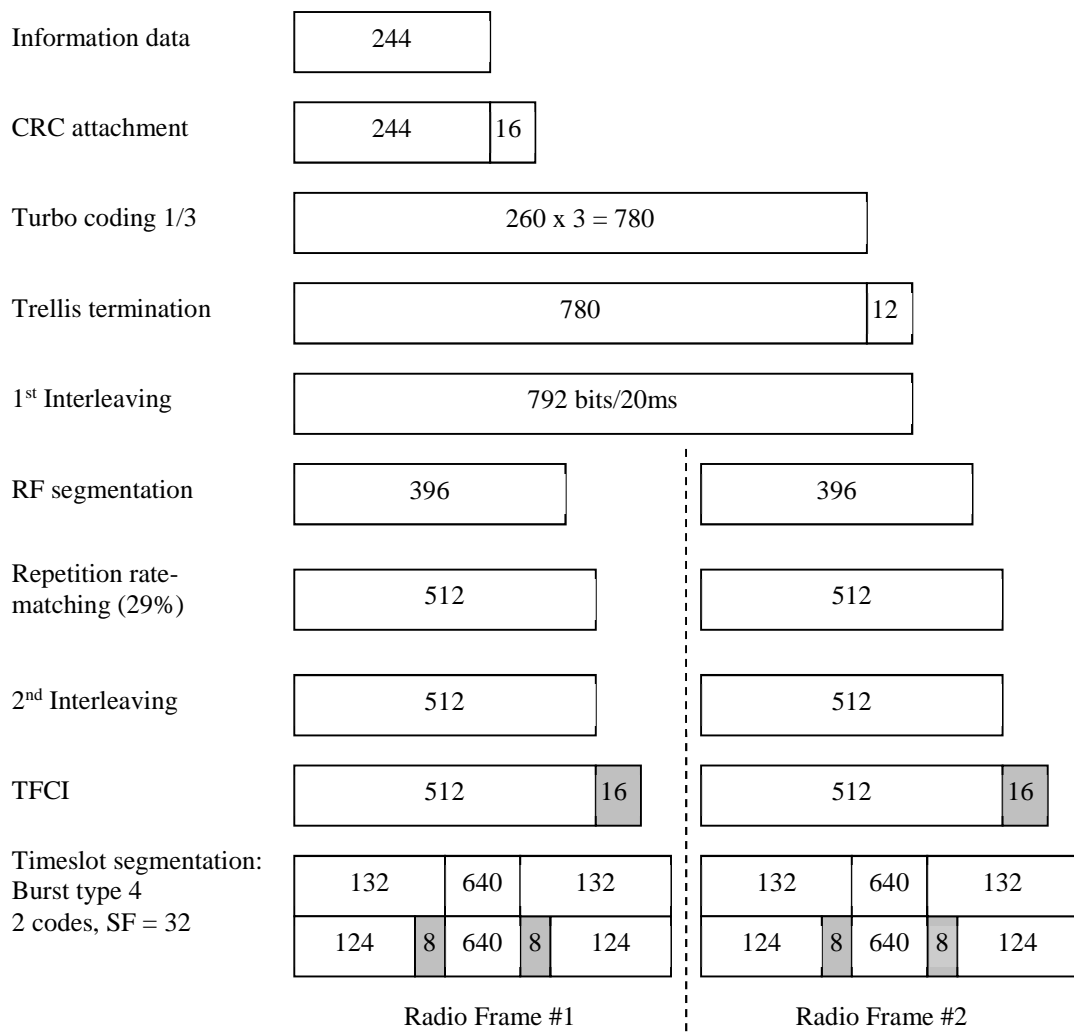 Information data
244
CRC attachment
244 16
Turbo coding 1/3
260 x 3 = 780
Trellis termination
780 12
1st Interleaving
792 bits/20ms
RF segmentation
396 396
Repetition rate-
matching (29%)
512 512
2nd Interleaving
512 512
TFCI
512 16 512 16
Timeslot segmentation:
Burst type 4
2 codes, SF = 32
132 640 132 132 640 132
124 8 640 8 124 124 8 640 8 124
Radio Frame #1 Radio Frame #2